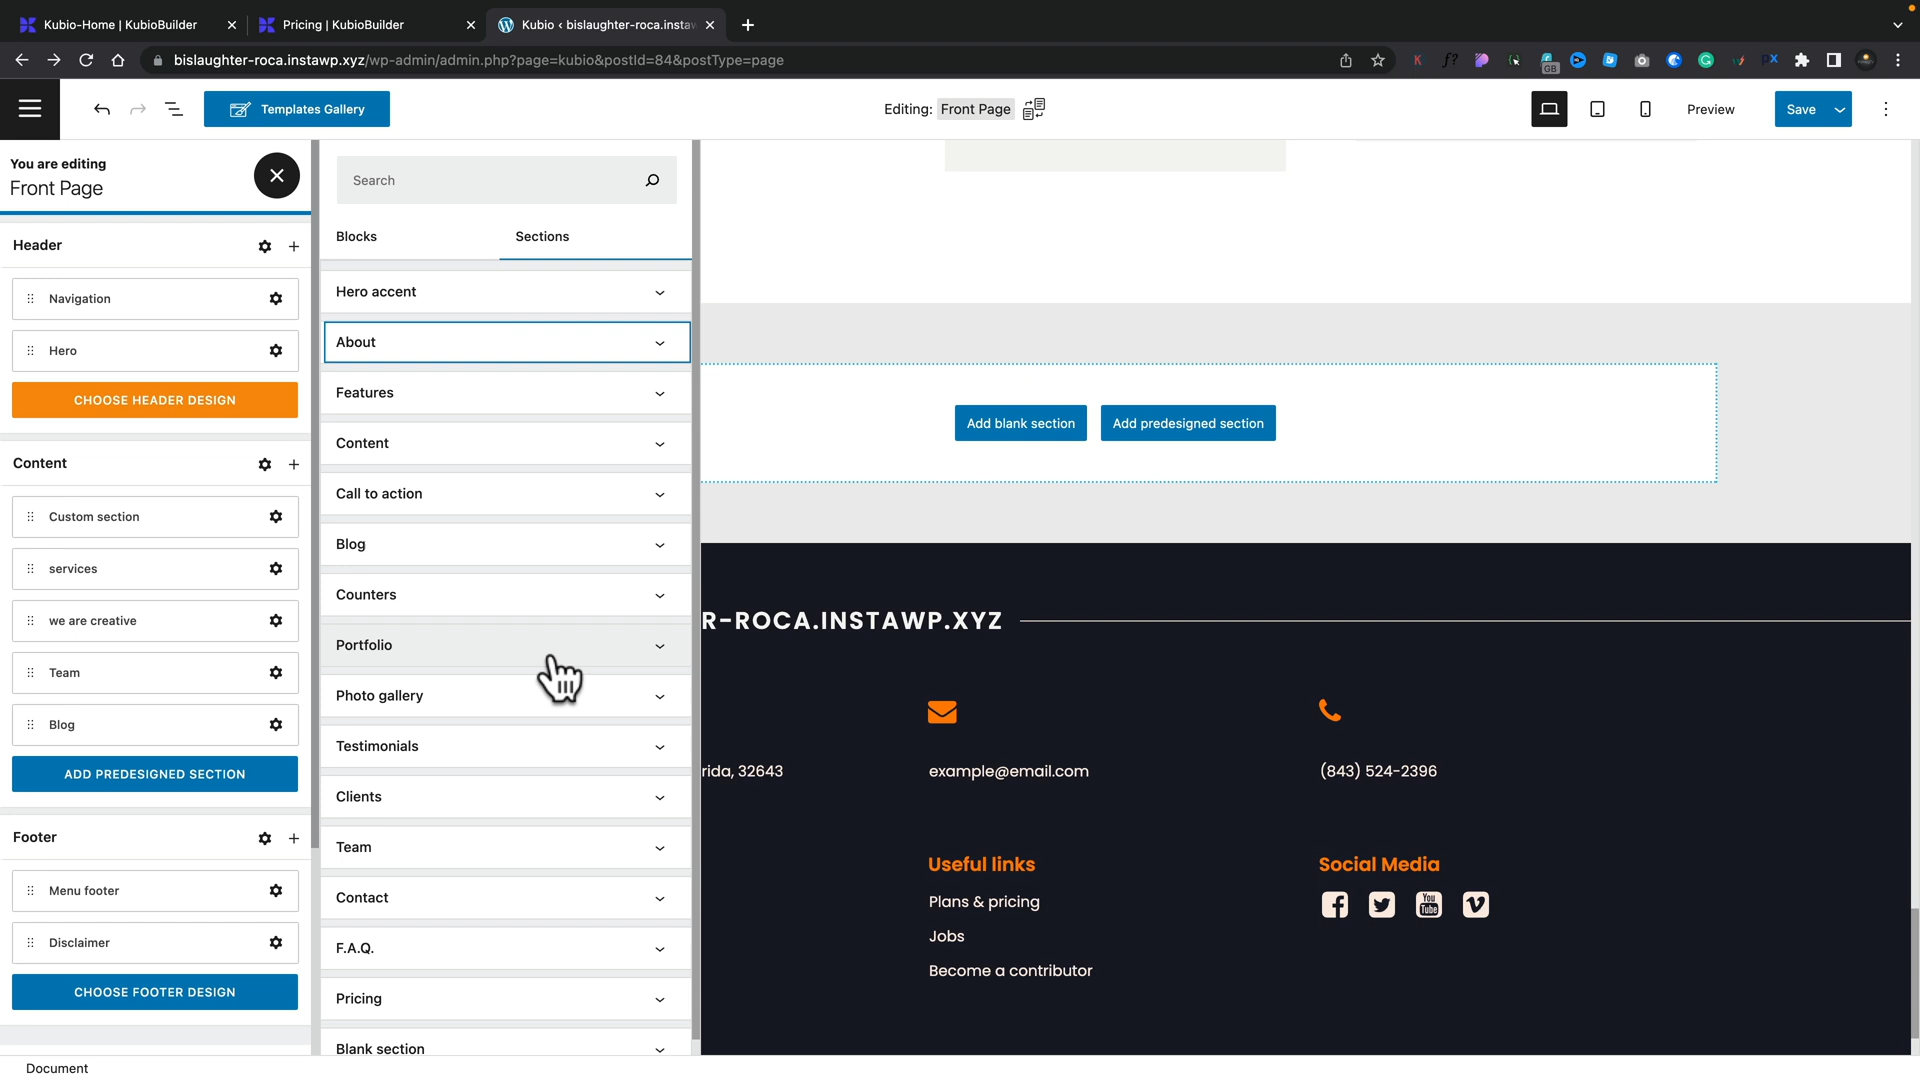 Kubio-Home | KubioBuilder
Pricing | KubioBuilder
Kubio ‹ bislaughter-roca.instaw
bislaughter-roca.instawp.xyz/wp-admin/admin.php?page=kubio&postId=84&postType=page
Templates Gallery
Editing: Front Page
Preview
Save
You are editing
Front Page
Header
Navigation
Hero
CHOOSE HEADER DESIGN
Content
Custom section
services
we are creative
Team
Blog
ADD PREDESIGNED SECTION
Footer
Menu footer
Disclaimer
CHOOSE FOOTER DESIGN
Search
Blocks
Sections
Hero accent
About
Features
Content
Call to action
Blog
Counters
Portfolio
Photo gallery
Testimonials
Clients
Team
Contact
F.A.Q.
Pricing
Blank section
Add blank section
Add predesigned section
R-ROCA.INSTAWP.XYZ
rida, 32643
example@email.com
(843) 524-2396
Useful links
Plans & pricing
Jobs
Become a contributor
Social Media
You
Tube
Document